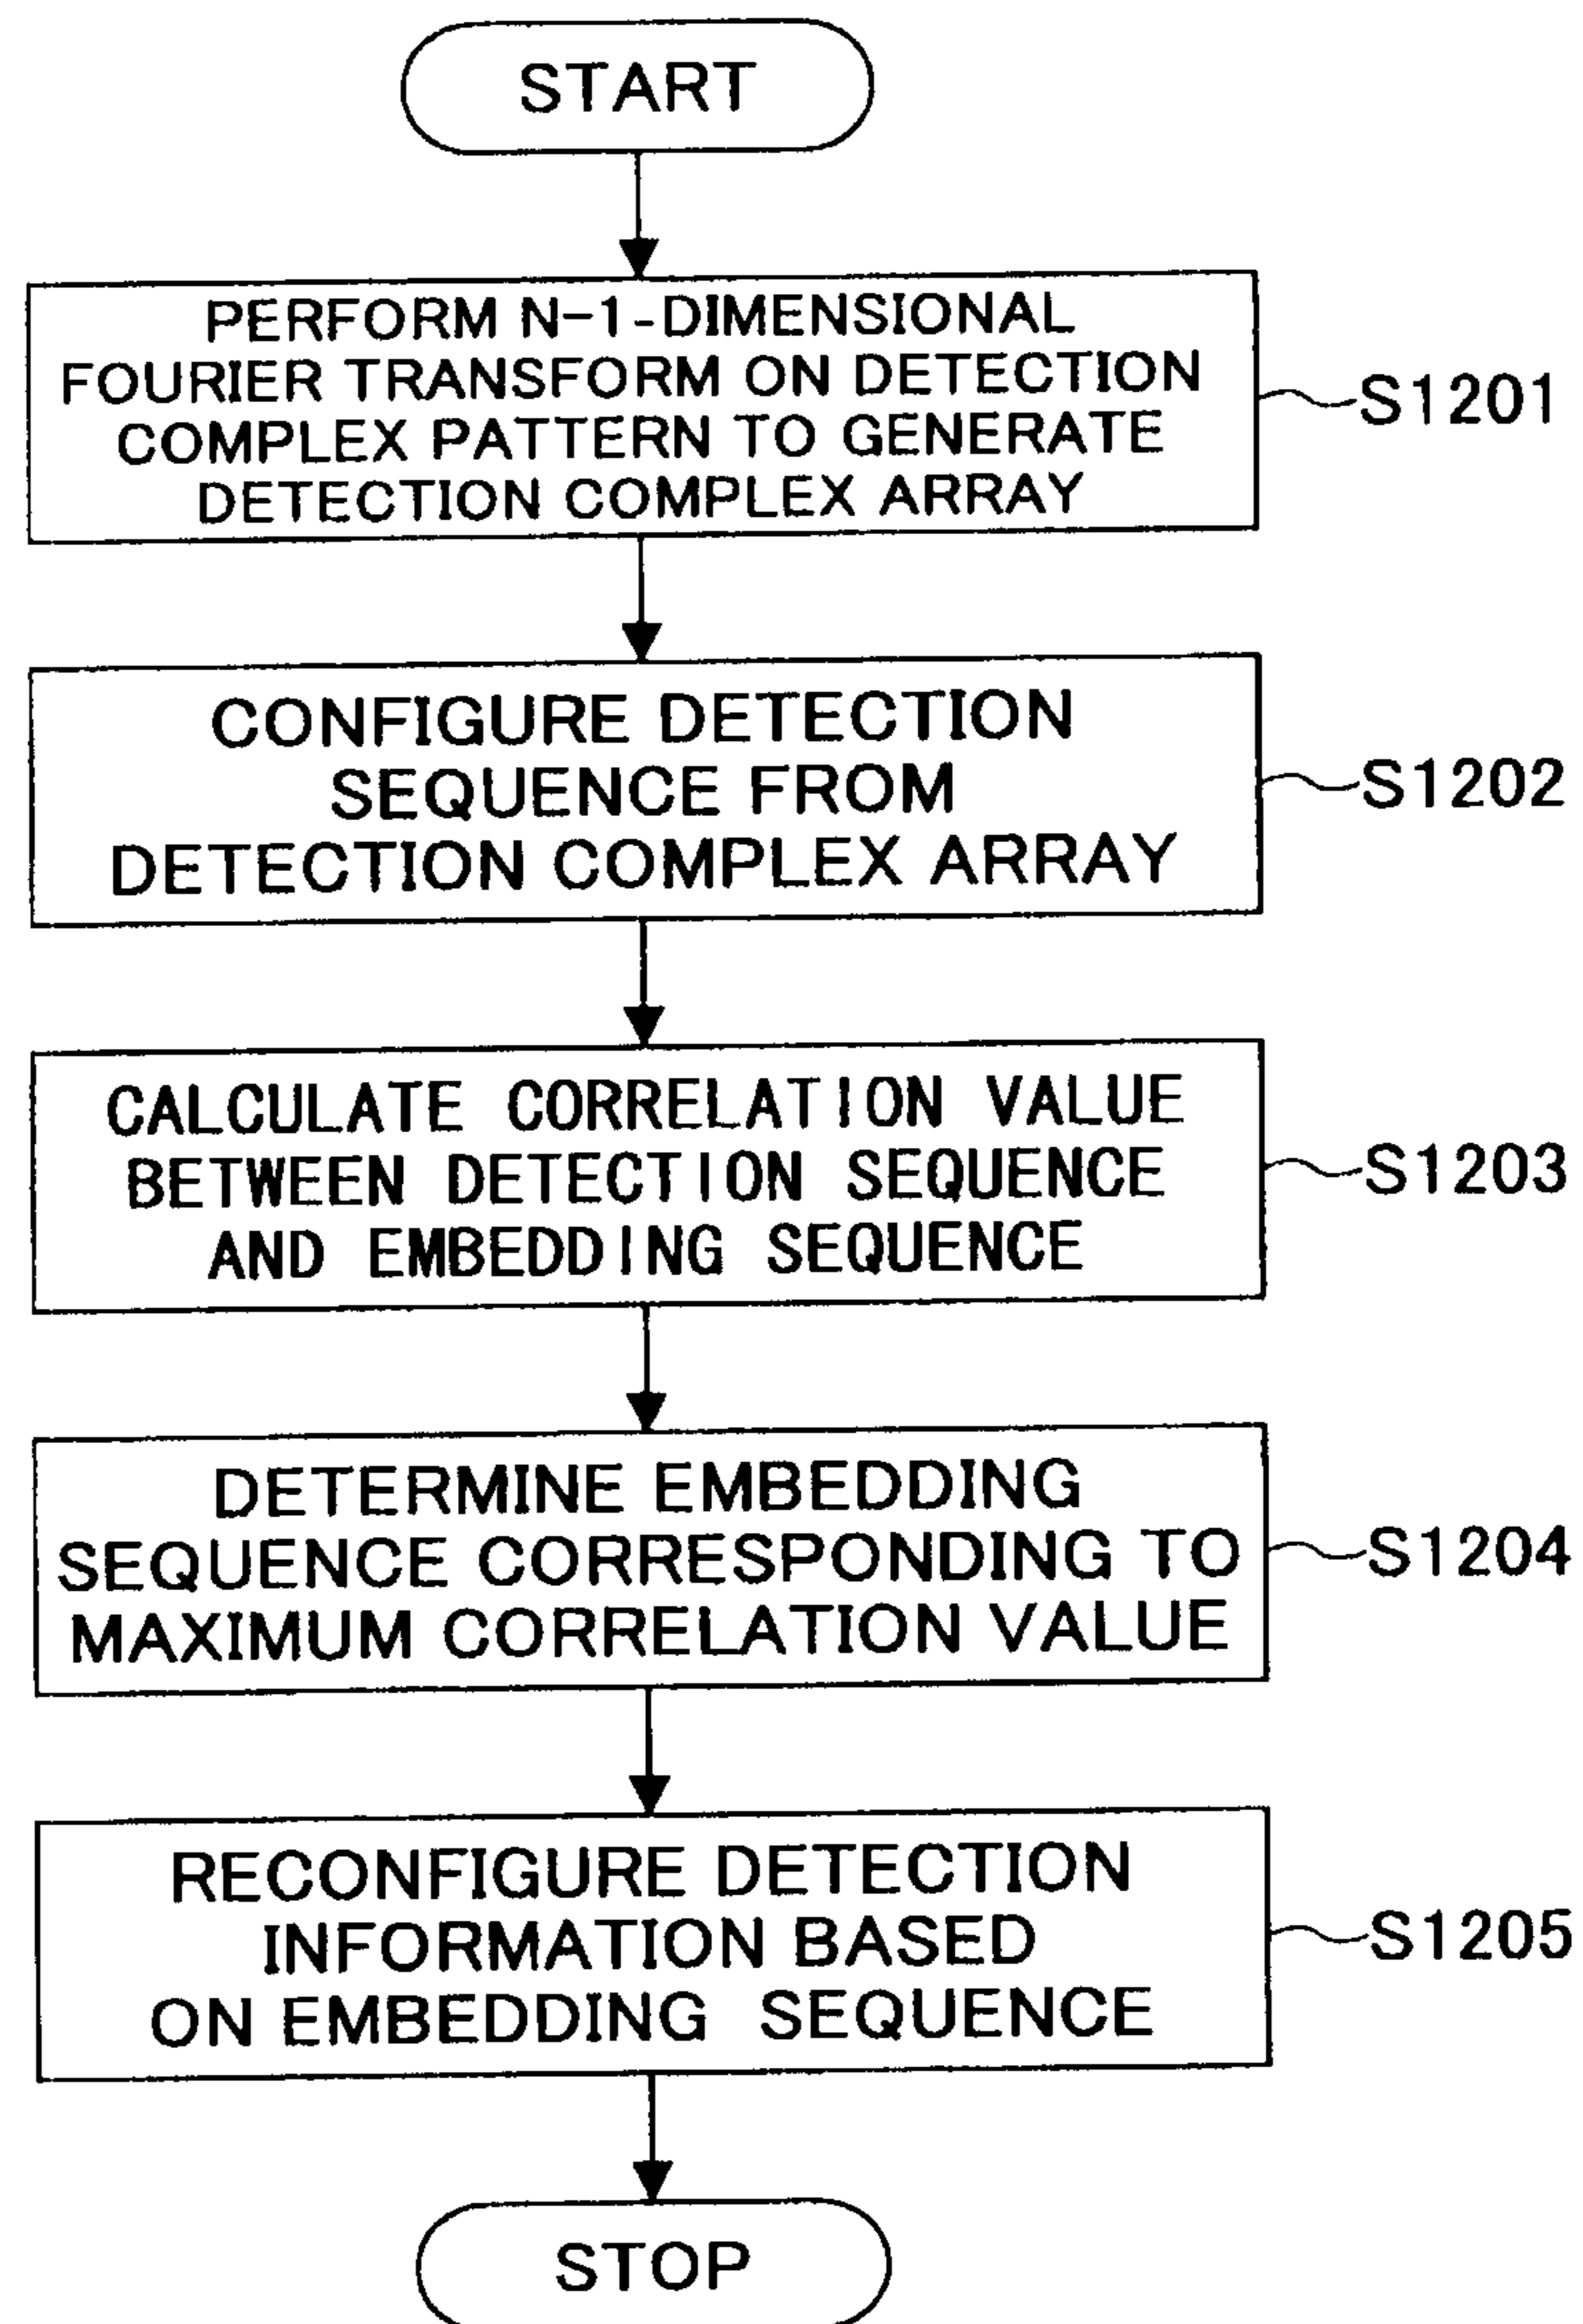 START
PERFORM N-1-DIMENSIONAL
FOURIER TRANSFORM ON DETECTION
COMPLEX PATTERN TO GENERATE
DETECTION COMPLEX ARRAY
S1201
CONFIGURE DETECTION
SEQUENCE FROM
DETECTION COMPLEX ARRAY
S1202
CALCULATE CORRELATION VALUE
BETWEEN DETECTION SEQUENCE
AND EMBEDDING SEQUENCE
S1203
DETERMINE EMBEDDING
SEQUENCE CORRESPONDING TO
MAXIMUM CORRELATION VALUE
S1204
RECONFIGURE DETECTION
INFORMATION BASED
ON EMBEDDING SEQUENCE
S1205
STOP